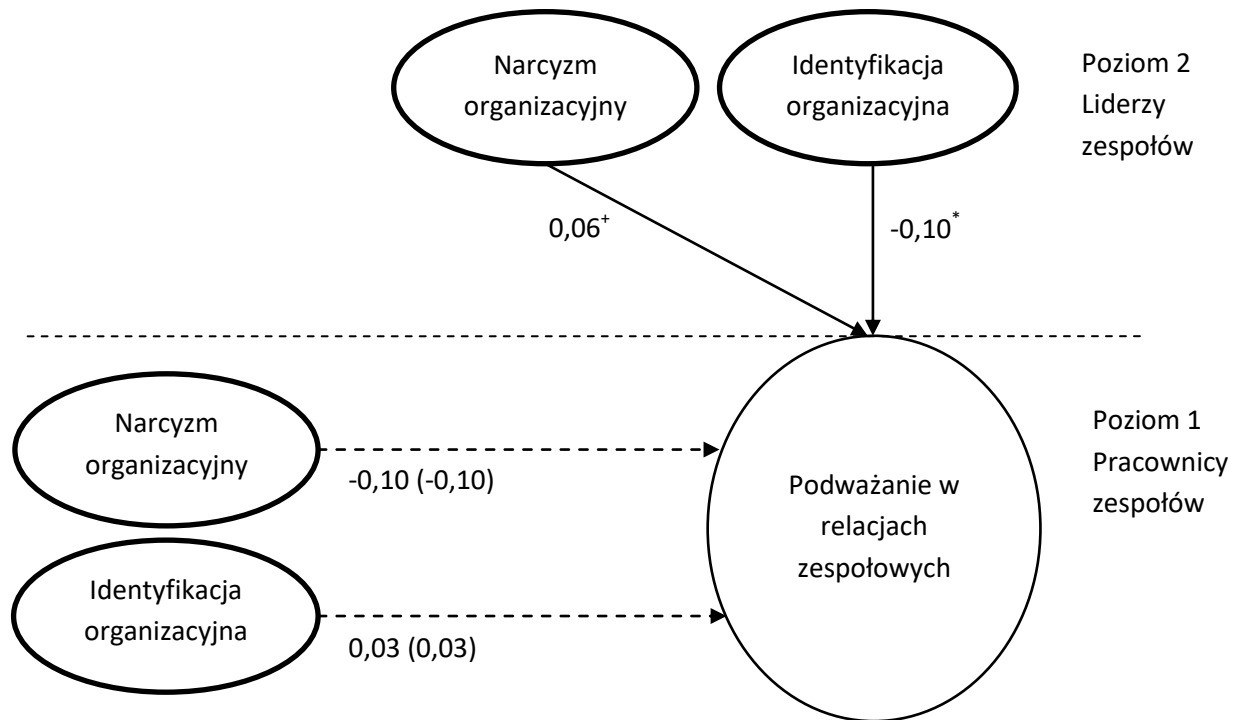 Narcyzm
organizacyjny
Identyfikacja
organizacyjna
Poziom 2
Liderzy
zespołów
0,06+
-0,10*
Narcyzm
organizacyjny
-0,10 (-0,10)
Identyfikacja
organizacyjna
0,03 (0,03)
Podważanie w
relacjach
zespołowych
Poziom 1
Pracownicy
zespołów